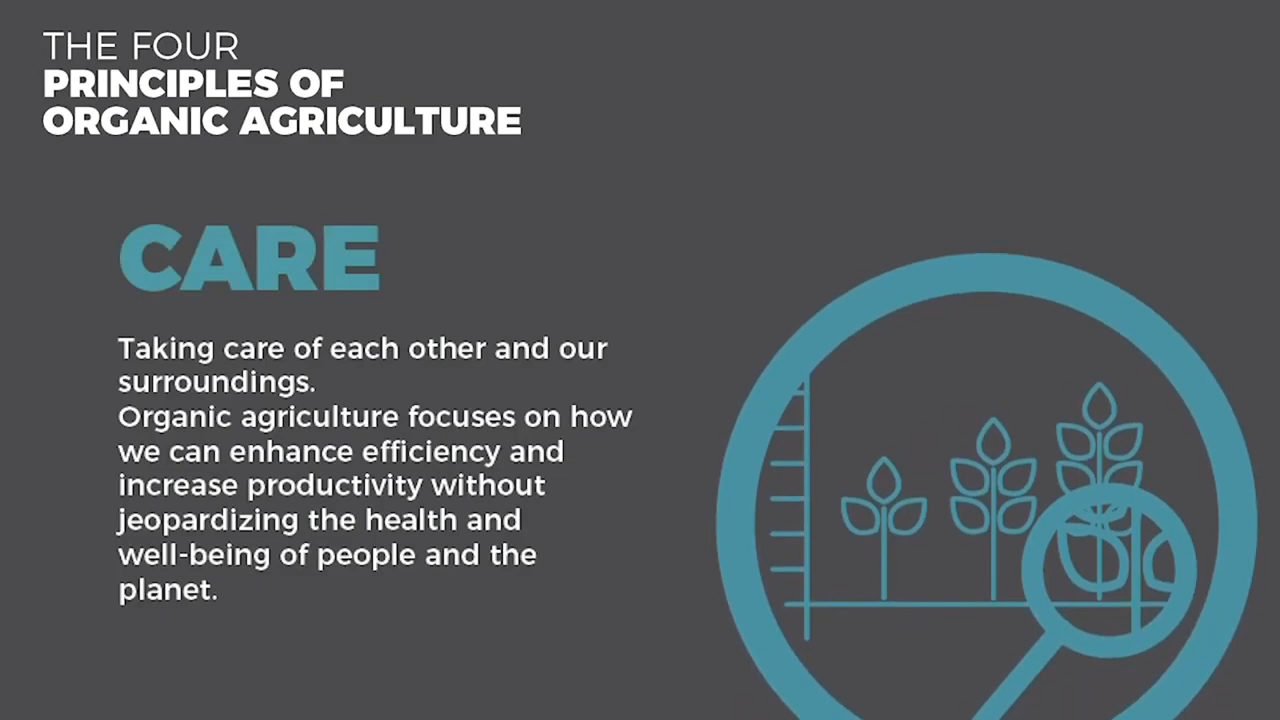 THE FOUR
PRINCIPLES OF
ORGANIC AGRICULTURE
CARE
Taking care of each other and our
surroundings.
Organic agriculture focuses on how
we can enhance efficiency and
increase productivity without
jeopardizing the health and
well-being of people and the
planet.